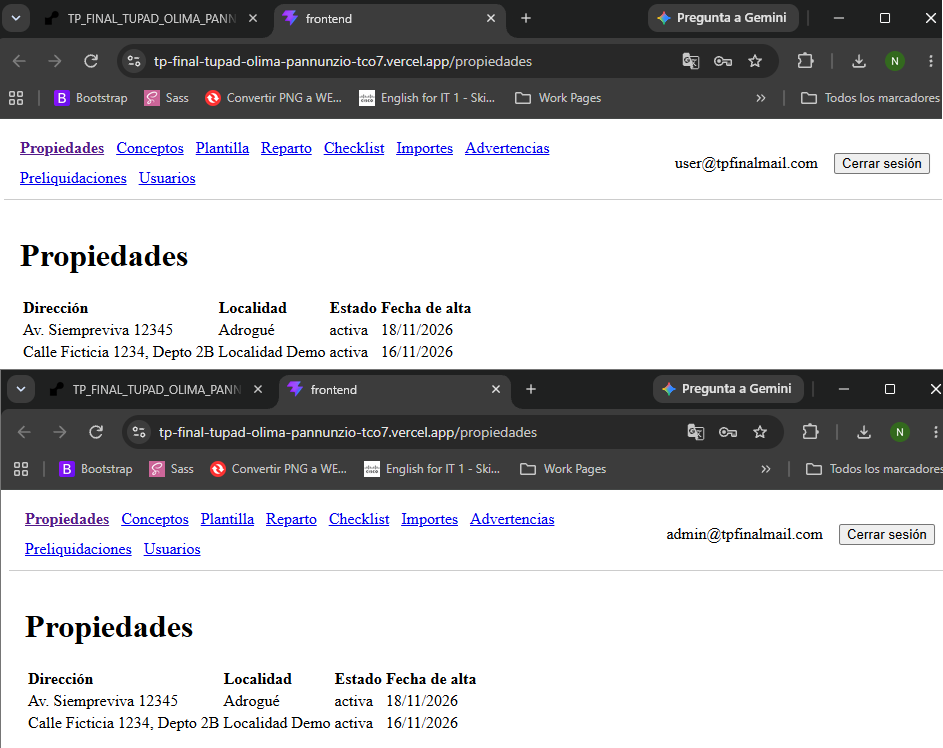 TP_FINAL_TUPAD_OLIMA_PANN
frontend
Pregunta a Gemini
tp-final-tupad-olima-pannunzio-tco7.vercel.app/propiedades
N
B Bootstrap
Sass
Convertir PNG a WE...
English for IT 1 - Ski...
Work Pages
Todos los marcadores
Propiedades Conceptos Plantilla Reparto Checklist Importes Advertencias
Preliquidaciones Usuarios
user@tpfinalmail.com
Cerrar sesión
Propiedades
Dirección Localidad Estado Fecha de alta
Av. Siempreviva 12345 Adrogué activa 18/11/2026
Calle Ficticia 1234, Depto 2B Localidad Demo activa 16/11/2026
TP_FINAL_TUPAD_OLIMA_PANN
frontend
Pregunta a Gemini
tp-final-tupad-olima-pannunzio-tco7.vercel.app/propiedades
N
B Bootstrap
Sass
Convertir PNG a WE...
English for IT 1 - Ski...
Work Pages
Todos los marcadores
Propiedades Conceptos Plantilla Reparto Checklist Importes Advertencias
Preliquidaciones Usuarios
admin@tpfinalmail.com
Cerrar sesión
Propiedades
Dirección Localidad Estado Fecha de alta
Av. Siempreviva 12345 Adrogué activa 18/11/2026
Calle Ficticia 1234, Depto 2B Localidad Demo activa 16/11/2026